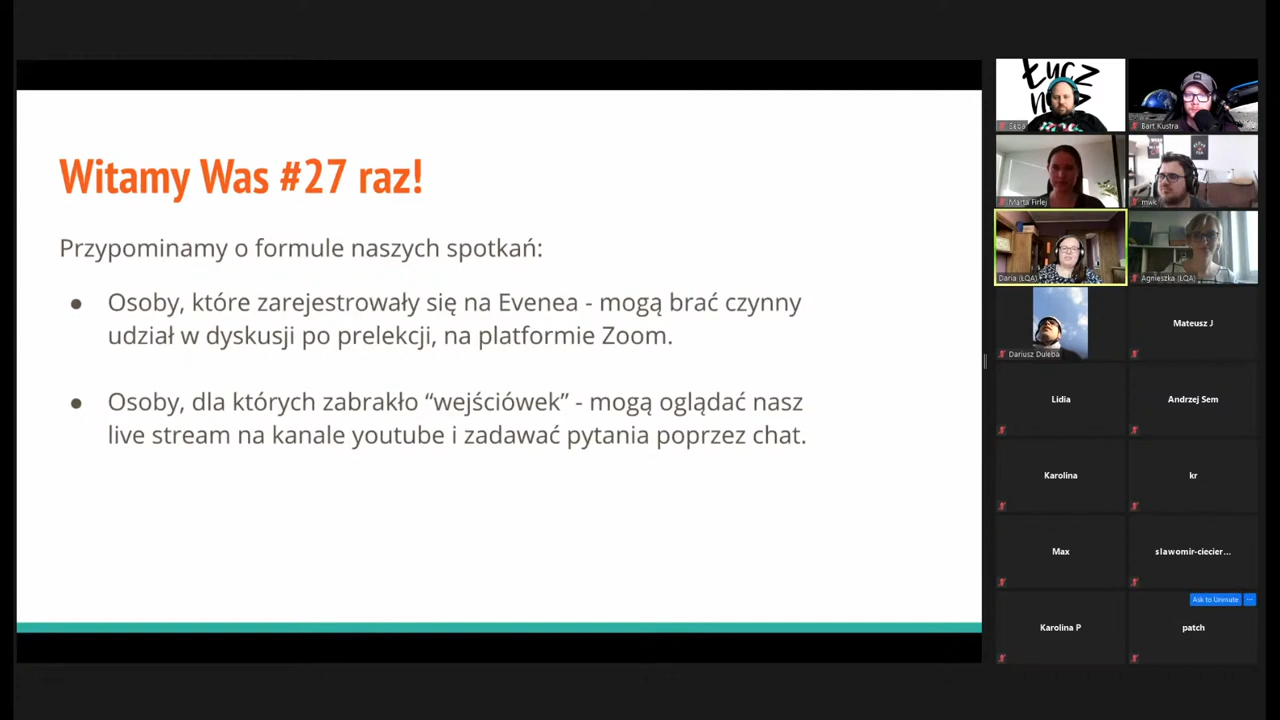 Witamy Was #27 raz!
Przypominamy o formule naszych spotkań:
● Osoby, które zarejestrowały się na Evenea - mogą brać czynny
udział w dyskusji po prelekcji, na platformie Zoom.
● Osoby, dla których zabrakło “wejściówek” - mogą oglądać nasz
live stream na kanale youtube i zadawać pytania poprzez chat.
Seba
Bart Kustra
Marta Firlej
mwk
Daria (ŁQA)
Agnieszka (ŁQA)
Dariusz Duleba
Mateusz J
Lidia
Andrzej Sem
Karolina
kr
Max
slawomir-ciecier...
Ask to Unmute ...
Karolina P
patch